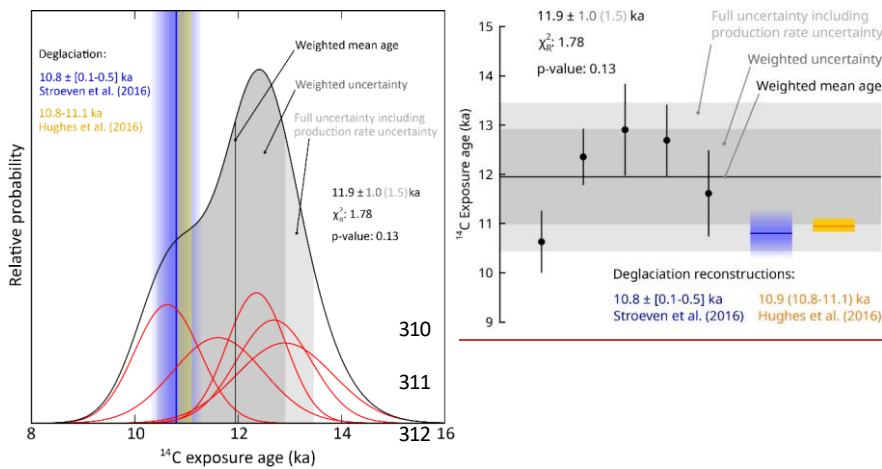 Deglaciation:
10.8 ± [0.1-0.5] ka
Stroeven et al. (2016)
10.8-11.1 ka
Hughes et al. (2016)
Weighted mean age
Weighted uncertainty
Full uncertainty including
production rate uncertainty
11.9 ± 1.0 (1.5) ka
χ²R: 1.78
p-value: 0.13
Relative probability
310
311
312
8 10 12 14 16
¹⁴C exposure age (ka)
11.9 ± 1.0 (1.5) ka
χ²R: 1.78
p-value: 0.13
Full uncertainty including
production rate uncertainty
Weighted uncertainty
Weighted mean age
15
14
13
12
11
10
9
¹⁴C Exposure age (ka)
Deglaciation reconstructions:
10.8 ± [0.1-0.5] ka
Stroeven et al. (2016)
10.9 (10.8-11.1) ka
Hughes et al. (2016)